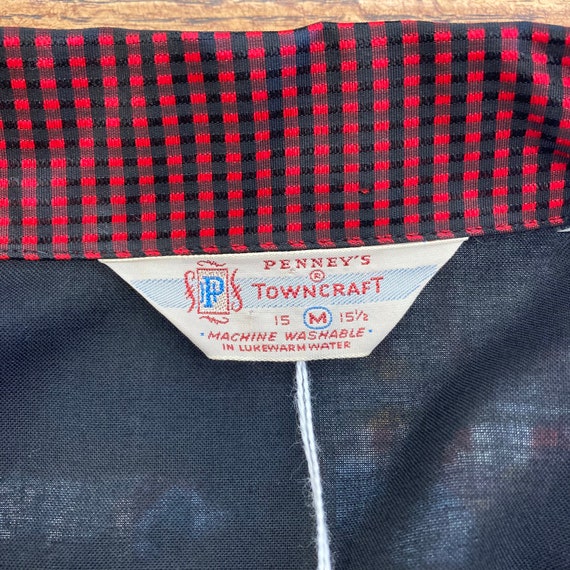 PENNEY'S
P ® TOWNCRAFT
15 M 15½
· MACHINE WASHABLE ·
IN LUKEWARM WATER